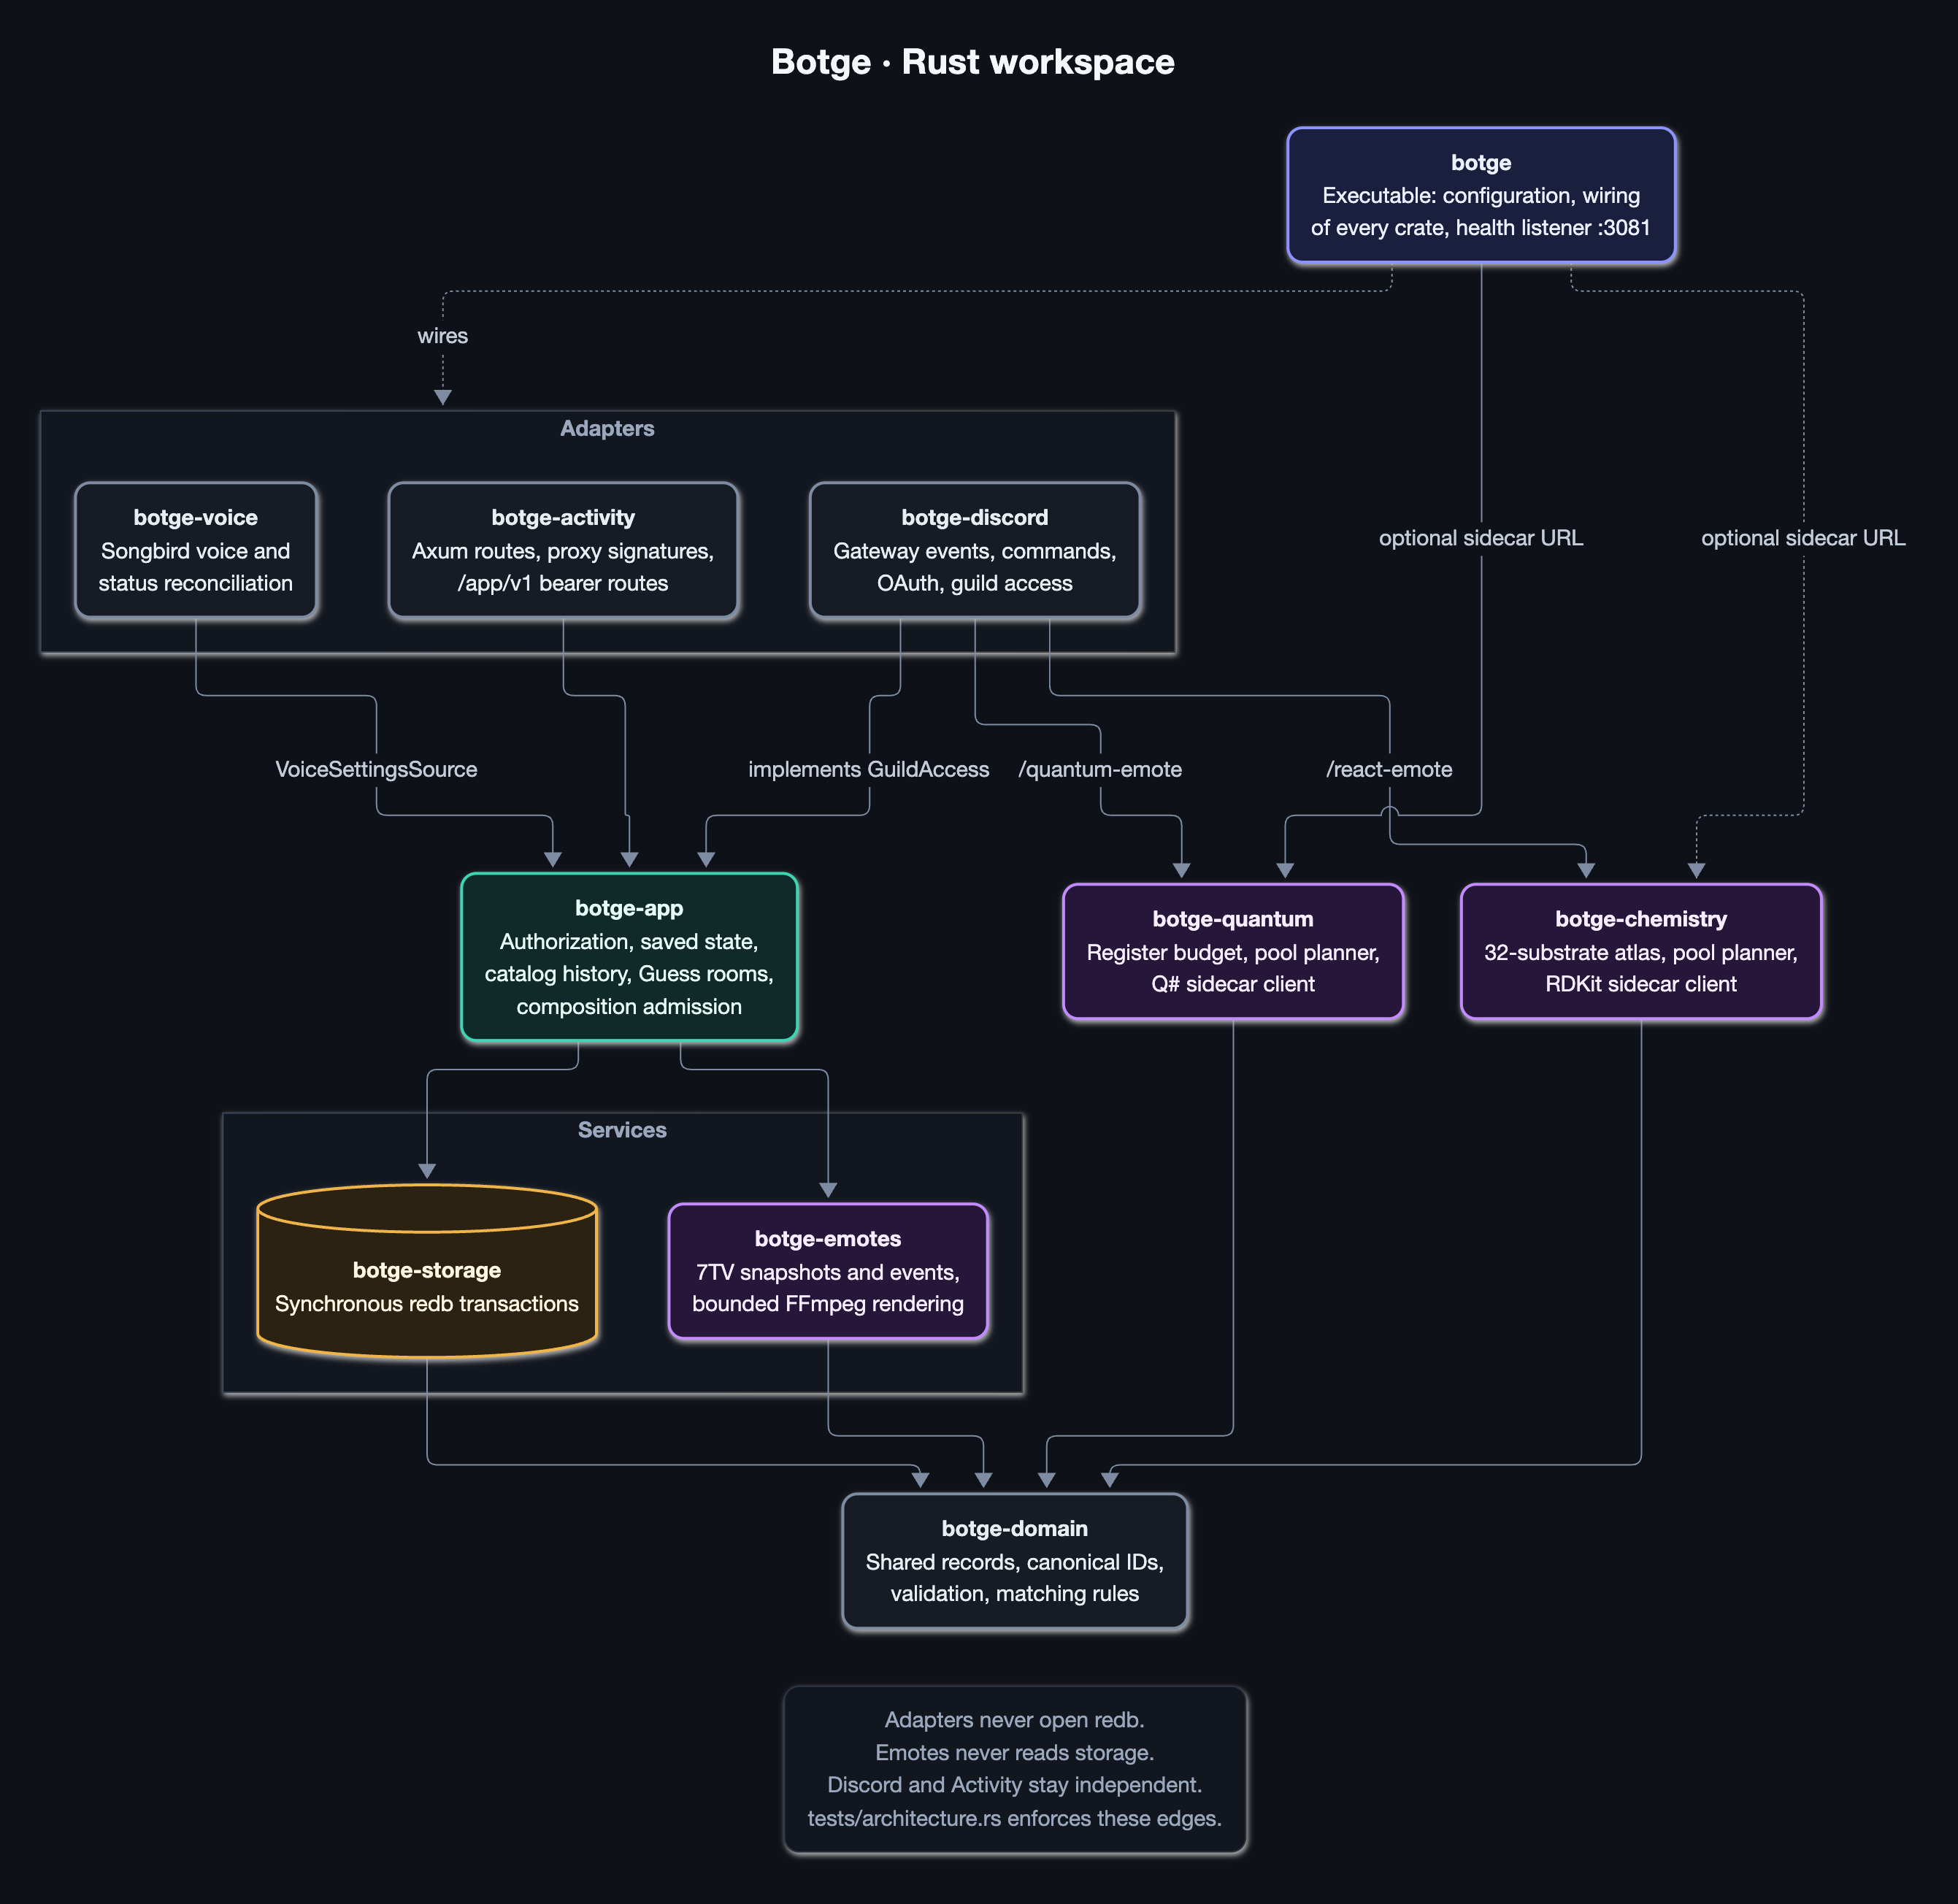 Botge · Rust workspace
botge
Executable: configuration, wiring
of every crate, health listener :3081
wires
Adapters
botge-voice
Songbird voice and
status reconciliation
botge-activity
Axum routes, proxy signatures,
/app/v1 bearer routes
botge-discord
Gateway events, commands,
OAuth, guild access
optional sidecar URL
optional sidecar URL
VoiceSettingsSource
implements GuildAccess
/quantum-emote
/react-emote
botge-app
Authorization, saved state,
catalog history, Guess rooms,
composition admission
botge-quantum
Register budget, pool planner,
Q# sidecar client
botge-chemistry
32-substrate atlas, pool planner,
RDKit sidecar client
Services
botge-storage
Synchronous redb transactions
botge-emotes
7TV snapshots and events,
bounded FFmpeg rendering
botge-domain
Shared records, canonical IDs,
validation, matching rules
Adapters never open redb.
Emotes never reads storage.
Discord and Activity stay independent.
tests/architecture.rs enforces these edges.